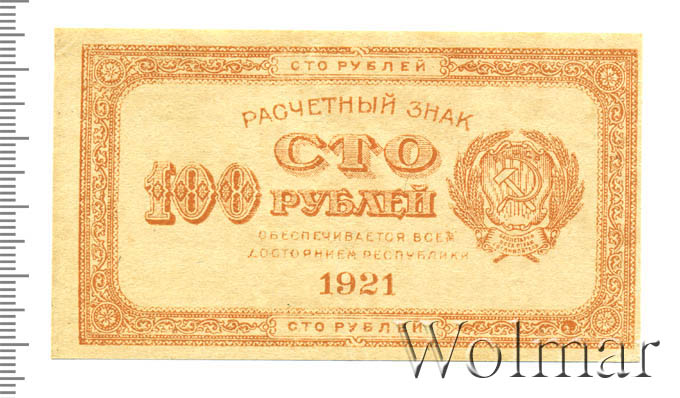 СТО РУБЛЕЙ
РАСЧЕТНЫЙ ЗНАК
СТО
100 РУБЛЕЙ
ОБЕСПЕЧИВАЕТСЯ ВСЕМ
ДОСТОЯНИЕМ РЕСПУБЛИКИ
1921
СТО РУБЛЕЙ
Wolmar